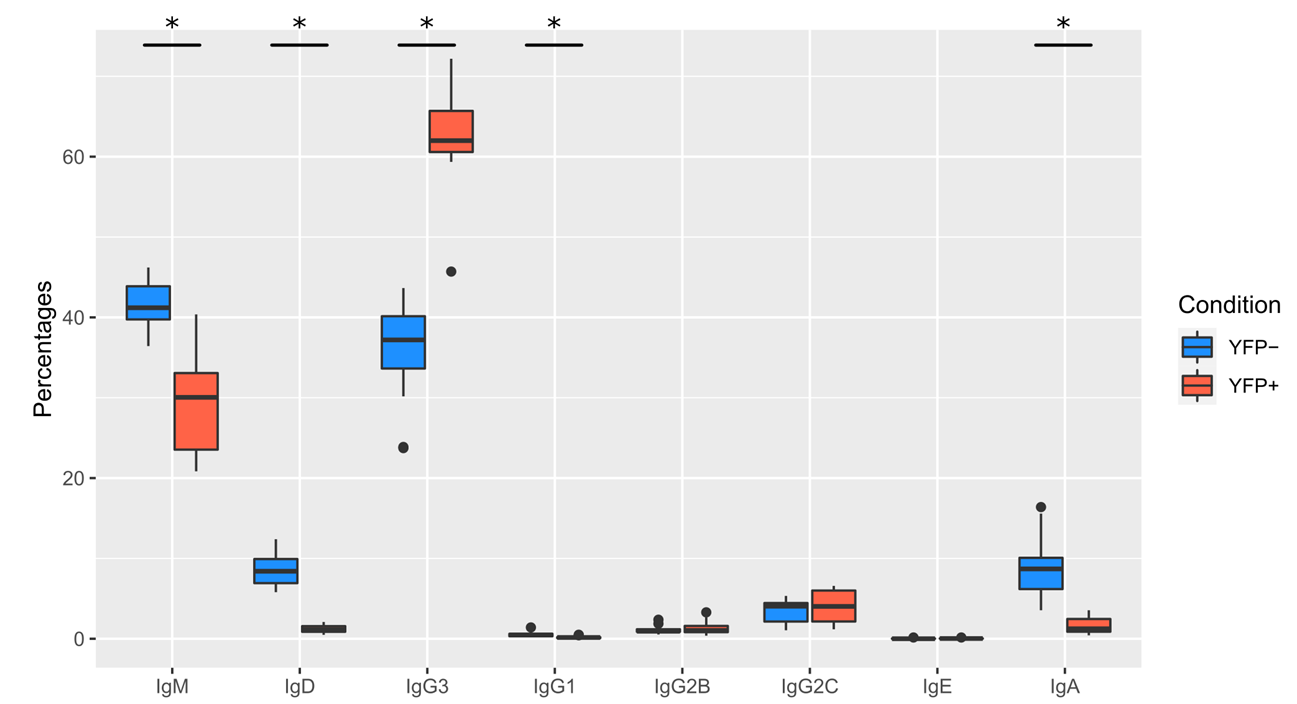 * * * * *
Percentages
60
40
20
0
IgM IgD IgG3 IgG1 IgG2B IgG2C IgE IgA
Condition
YFP−
YFP+